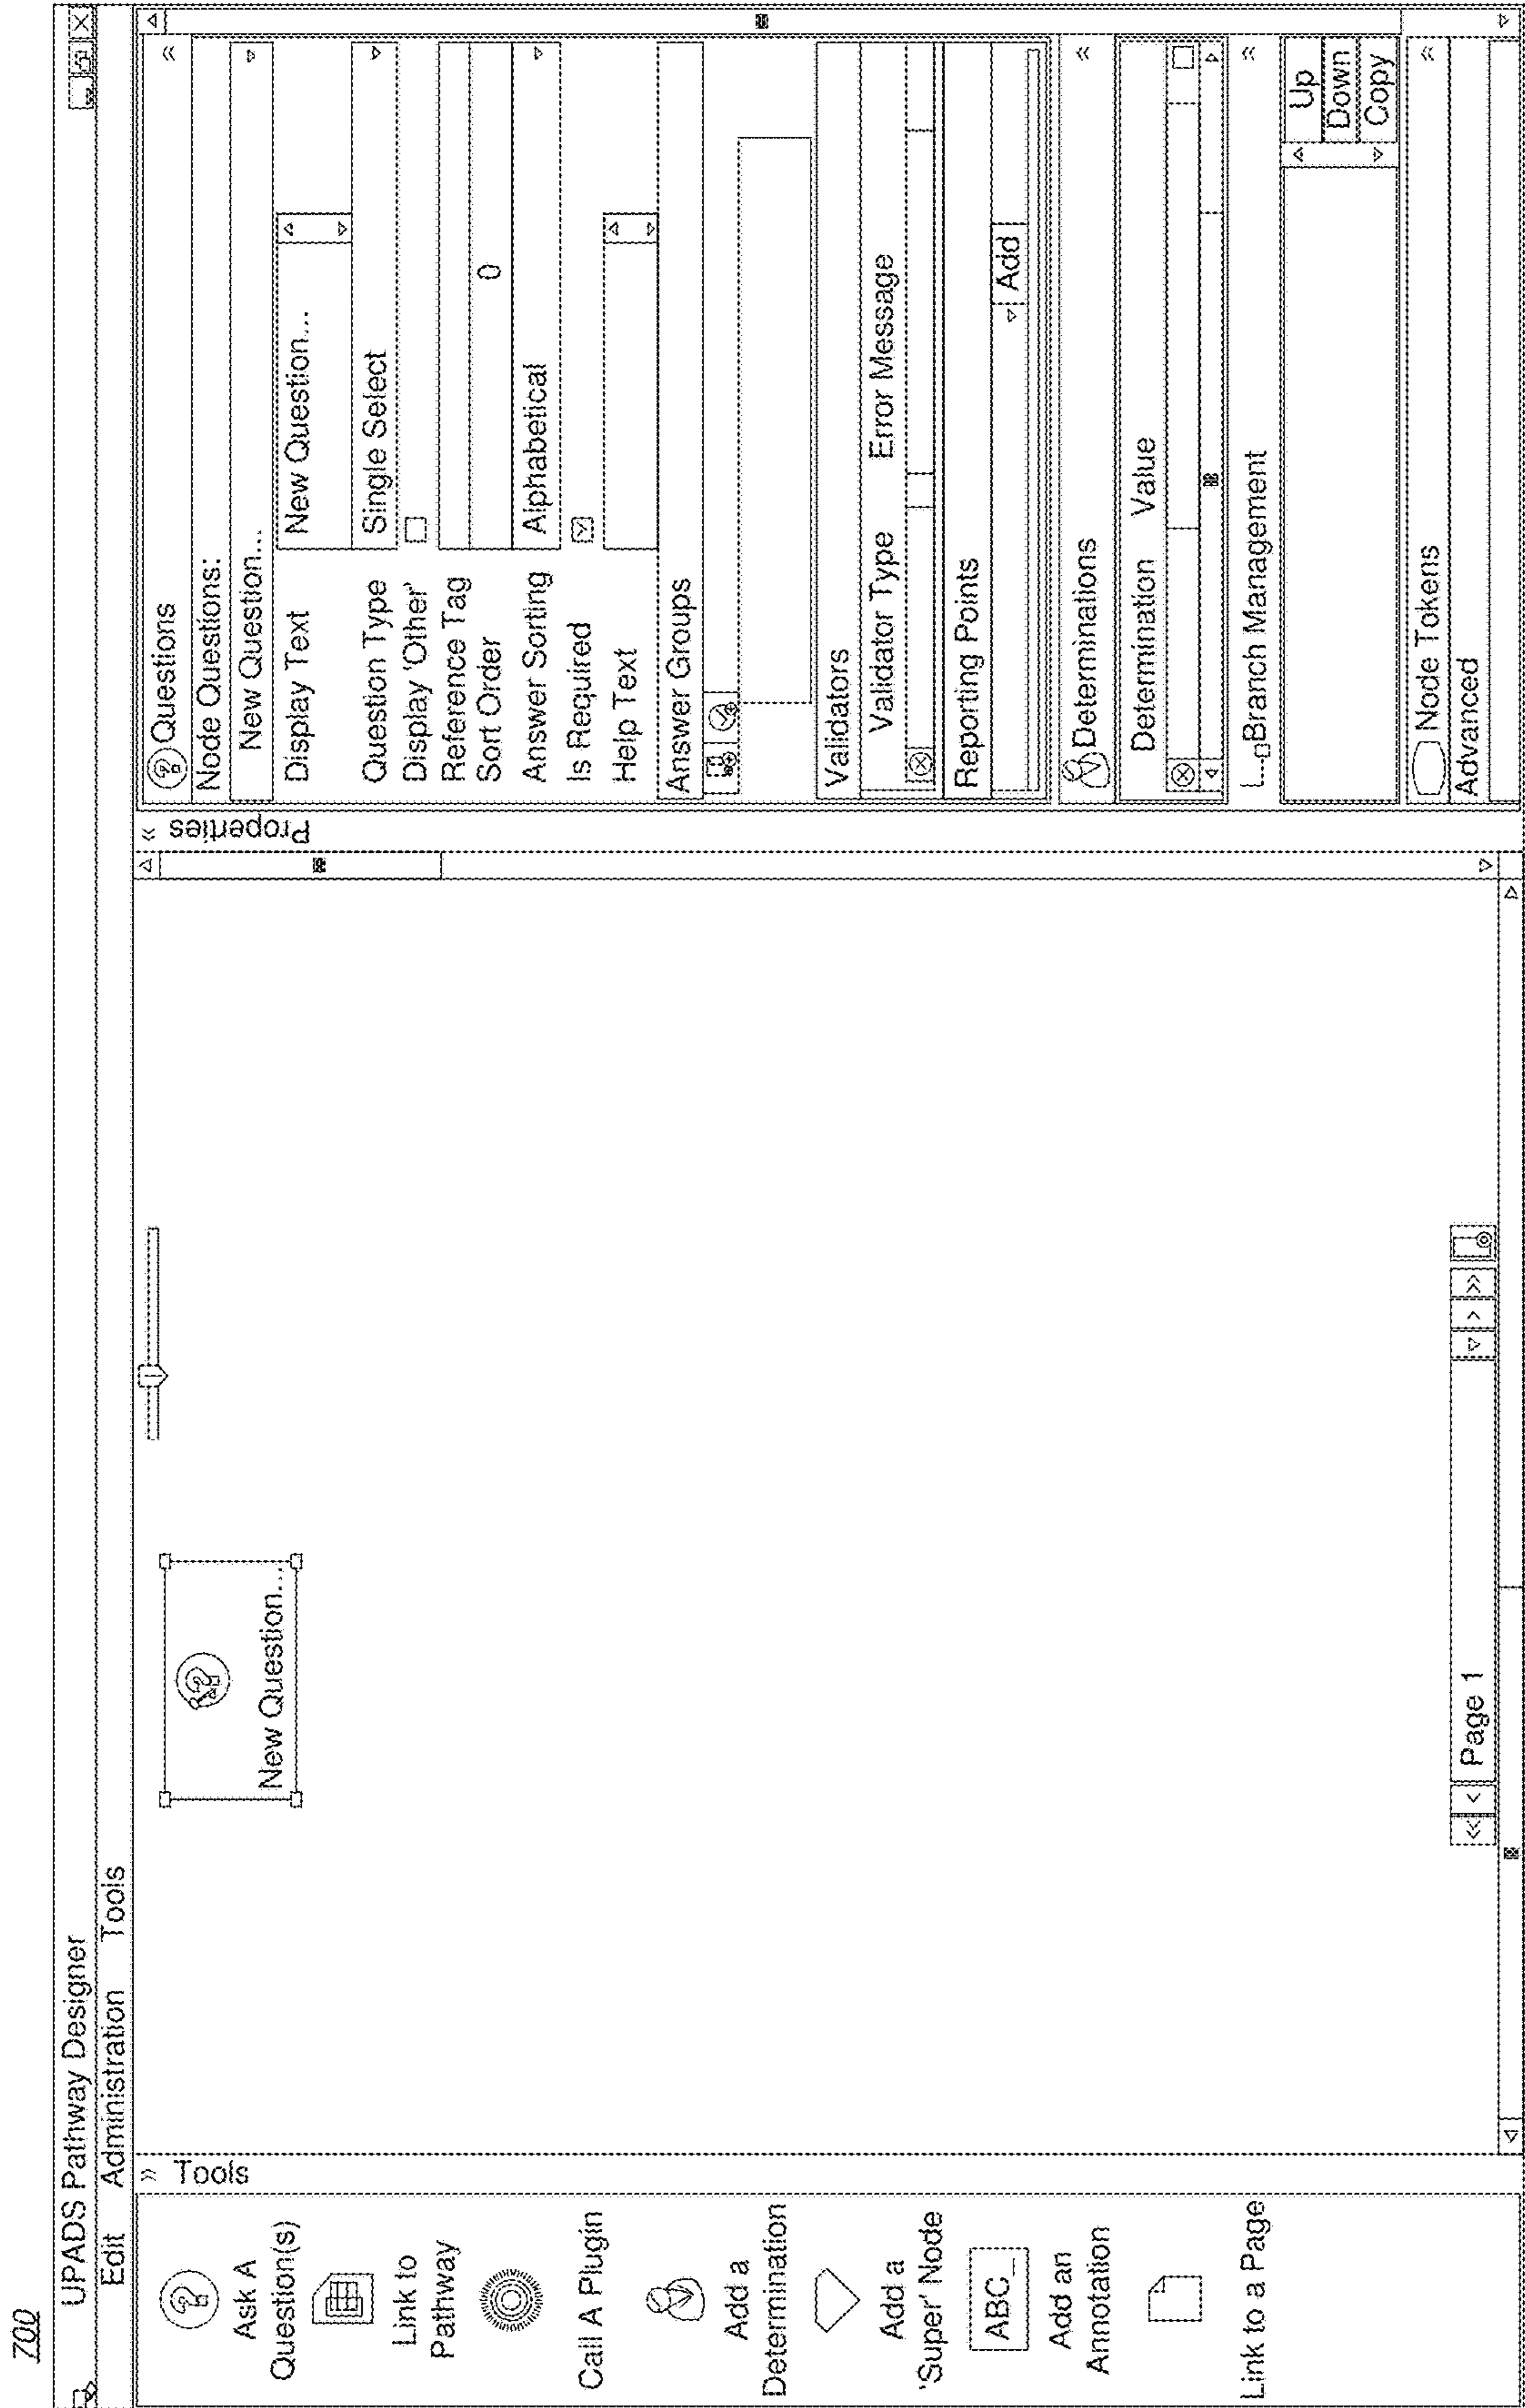 700
UPADS Pathway Designer
Edit Administration Tools
Ask A
Question(s)
Link to
Pathway
Call A Plugin
Add a
Determination
Add a
'Super' Node
ABC_
Add an
Annotation
Link to a Page
Tools
New Question...
<< < Page 1 > >>
Properties
Questions
Node Questions:
New Question...
Display Text New Question...
Question Type Single Select
Display 'Other'
Reference Tag
Sort Order 0
Answer Sorting Alphabetical
Is Required
Help Text
Answer Groups
Validators
Validator Type Error Message
Reporting Points
Add
Determinations
Determination Value
Branch Management
Up
Down
Copy
Node Tokens
Advanced